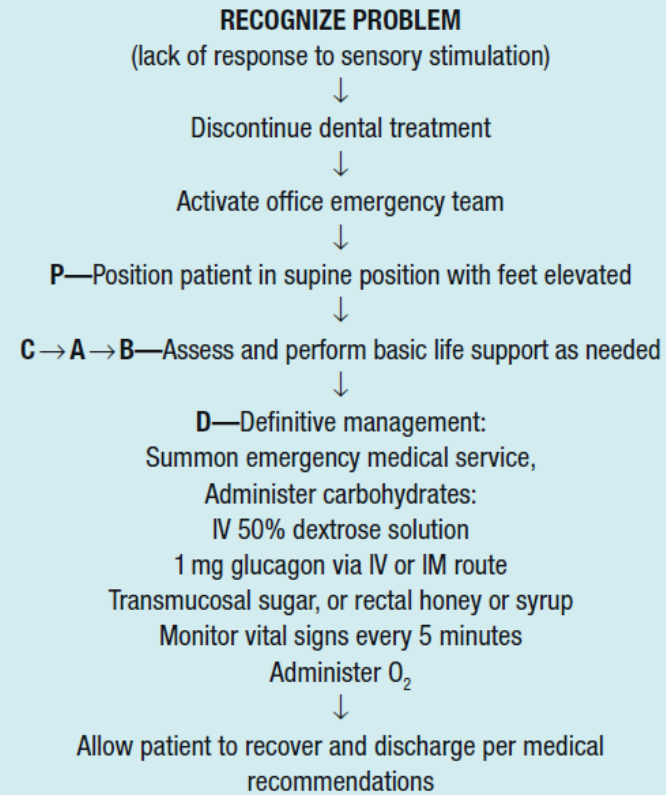 RECOGNIZE PROBLEM
(lack of response to sensory stimulation)
↓
Discontinue dental treatment
↓
Activate office emergency team
↓
P—Position patient in supine position with feet elevated
↓
C→A→B—Assess and perform basic life support as needed
↓
D—Definitive management:
Summon emergency medical service,
Administer carbohydrates:
IV 50% dextrose solution
1 mg glucagon via IV or IM route
Transmucosal sugar, or rectal honey or syrup
Monitor vital signs every 5 minutes
Administer O₂
↓
Allow patient to recover and discharge per medical
recommendations